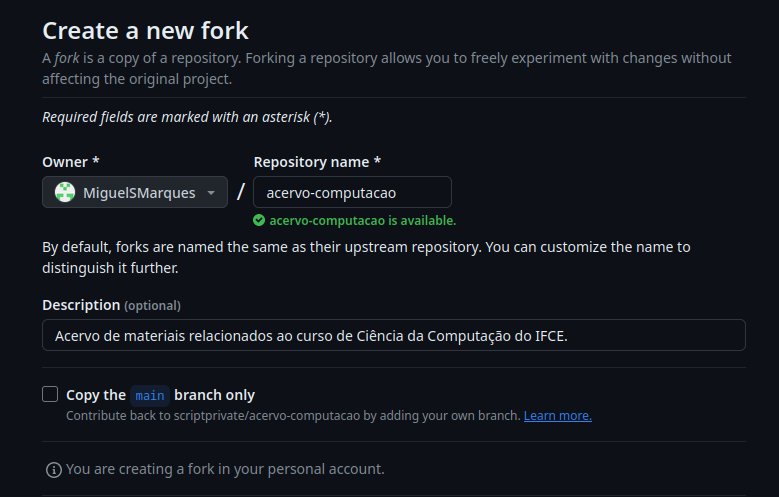 Create a new fork
A fork is a copy of a repository. Forking a repository allows you to freely experiment with changes without
affecting the original project.
Required fields are marked with an asterisk (*).
Owner *
Repository name *
MiguelSMarques
/
acervo-computacao
acervo-computacao is available.
By default, forks are named the same as their upstream repository. You can customize the name to
distinguish it further.
Description (optional)
Acervo de materiais relacionados ao curso de Ciência da Computação do IFCE.
Copy the main branch only
Contribute back to scriptprivate/acervo-computacao by adding your own branch. Learn more.
You are creating a fork in your personal account.